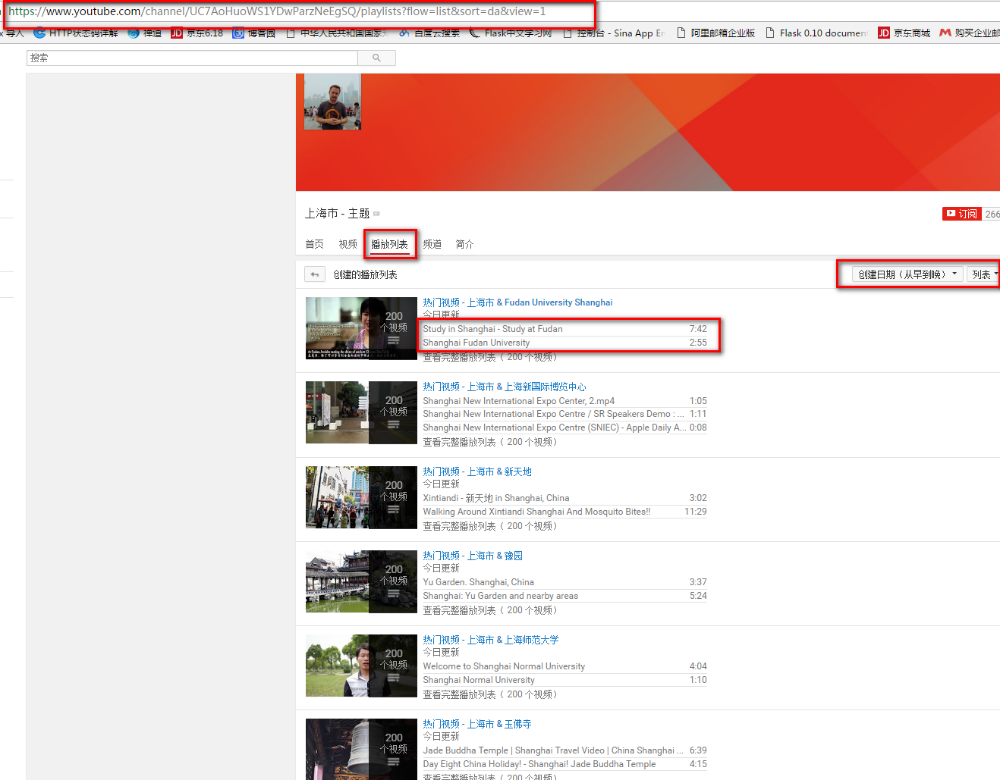 https://www.youtube.com/channel/UC7AoHuoWS1YDwParzNeEgSQ/playlists?flow=list&sort=da&view=1
导入 HTTP状态码详解 禅道 JD 京东6.18 博客园 中华人民共和国国家 百度云搜索 Flask中文学习网 控制台 - Sina App En 阿里邮箱企业版 Flask 0.10 documen JD 京东商城 购买企业邮
搜索
上海市 - 主题
订阅 266
首页 视频 播放列表 频道 简介
创建的播放列表 创建日期（从早到晚） 列表
热门视频 - 上海市 & Fudan University Shanghai
今日更新
200
个视频
Study in Shanghai - Study at Fudan 7:42
Shanghai Fudan University 2:55
查看完整播放列表（ 200 个视频）
热门视频 - 上海市 & 上海新国际博览中心
200
个视频
Shanghai New International Expo Center, 2.mp4 1:05
Shanghai New International Expo Centre / SR Speakers Demo : ... 1:11
Shanghai New International Expo Centre (SNIEC) - Apple Daily A... 0:08
查看完整播放列表（ 200 个视频）
热门视频 - 上海市 & 新天地
今日更新
200
个视频
Xintiandi - 新天地 in Shanghai, China 3:02
Walking Around Xintiandi Shanghai And Mosquito Bites!! 11:29
查看完整播放列表（ 200 个视频）
热门视频 - 上海市 & 豫园
今日更新
200
个视频
Yu Garden. Shanghai, China 3:37
Shanghai: Yu Garden and nearby areas 5:24
查看完整播放列表（ 200 个视频）
热门视频 - 上海市 & 上海师范大学
今日更新
200
个视频
Welcome to Shanghai Normal University 4:04
Shanghai Normal University 1:10
查看完整播放列表（ 200 个视频）
热门视频 - 上海市 & 玉佛寺
今日更新
200
个视频
Jade Buddha Temple | Shanghai Travel Video | China Shanghai ... 6:39
Day Eight China Holiday! - Shanghai! Jade Buddha Temple 4:15
查看完整播放列表（ 200 个视频）